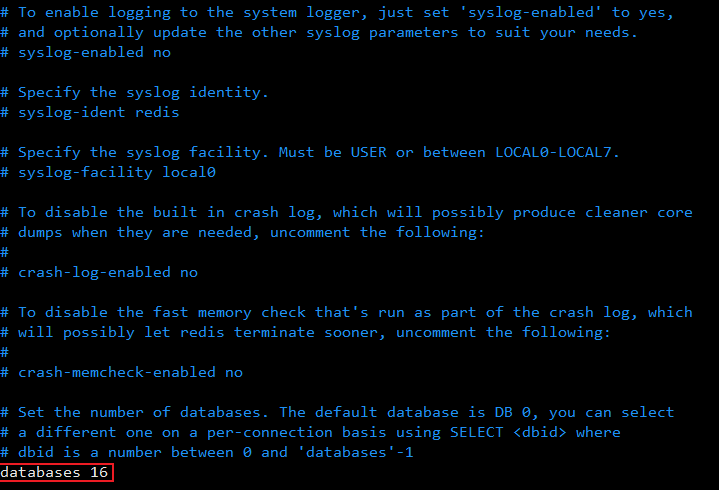 # To enable logging to the system logger, just set 'syslog-enabled' to yes,
# and optionally update the other syslog parameters to suit your needs.
# syslog-enabled no
# Specify the syslog identity.
# syslog-ident redis
# Specify the syslog facility. Must be USER or between LOCAL0-LOCAL7.
# syslog-facility local0
# To disable the built in crash log, which will possibly produce cleaner core
# dumps when they are needed, uncomment the following:
#
# crash-log-enabled no
# To disable the fast memory check that's run as part of the crash log, which
# will possibly let redis terminate sooner, uncomment the following:
#
# crash-memcheck-enabled no
# Set the number of databases. The default database is DB 0, you can select
# a different one on a per-connection basis using SELECT <dbid> where
# dbid is a number between 0 and 'databases'-1
databases 16